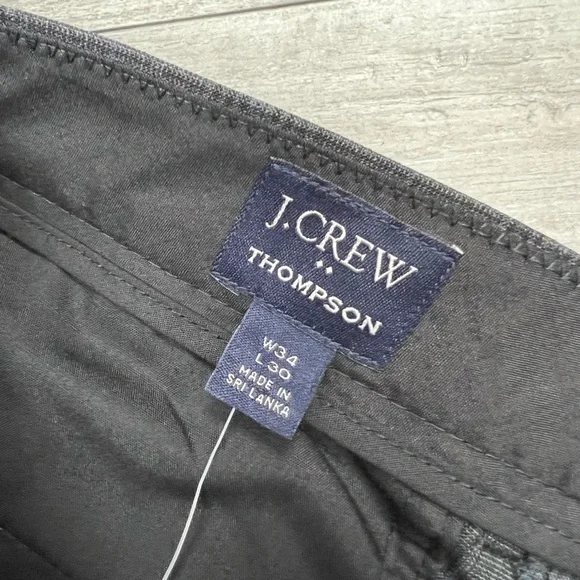 J.CREW
THOMPSON
W34
L30
MADE IN
SRI LANKA